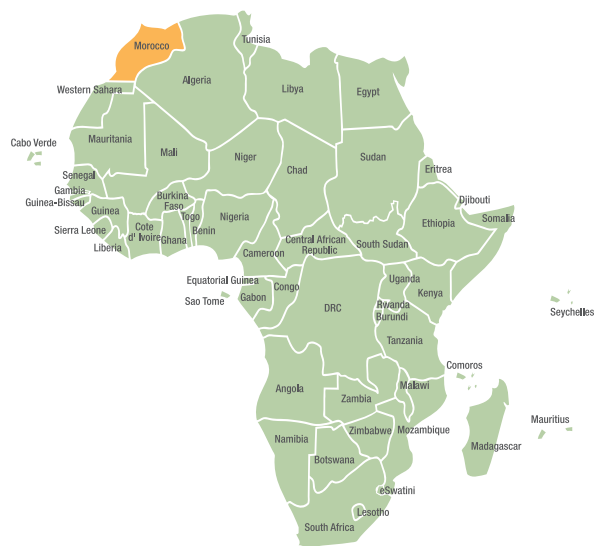 Morocco
Tunisia
Algeria
Libya
Egypt
Western Sahara
Mauritania
Mali
Niger
Chad
Sudan
Eritrea
Cabo Verde
Senegal
Gambia
Guinea-Bissau
Guinea
Sierra Leone
Liberia
Cote
d' Ivoire
Burkina
Faso
Ghana
Togo
Benin
Nigeria
Cameroon
Central African
Republic
South Sudan
Ethiopia
Djibouti
Somalia
Equatorial Guinea
Sao Tome
Gabon
Congo
DRC
Uganda
Kenya
Rwanda
Burundi
Tanzania
Seychelles
Comoros
Angola
Zambia
Malawi
Mozambique
Zimbabwe
Namibia
Botswana
Madagascar
Mauritius
eSwatini
Lesotho
South Africa